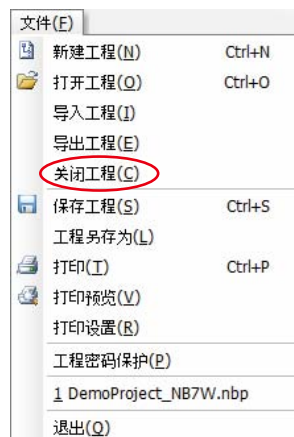 文件(F)
新建工程(N) Ctrl+N
打开工程(O) Ctrl+O
导入工程(I)
导出工程(E)
关闭工程(C)
保存工程(S) Ctrl+S
工程另存为(L)
打印(T) Ctrl+P
打印预览(V)
打印设置(R)
工程密码保护(P)
1 DemoProject_NB7W.nbp
退出(Q)